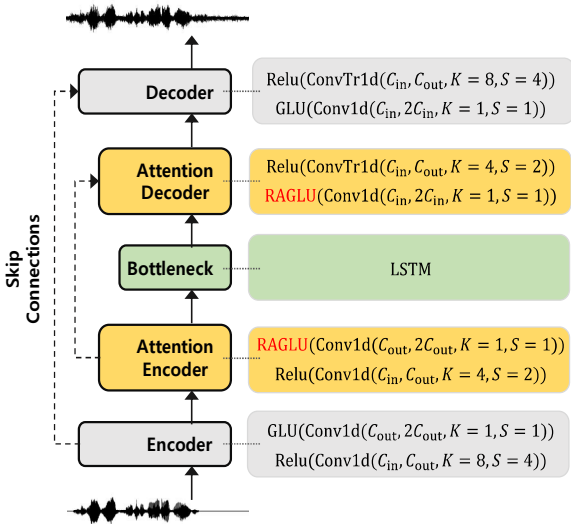 Decoder
Relu(ConvTr1d(C_in, C_out, K = 8, S = 4))
GLU(Conv1d(C_in, 2C_in, K = 1, S = 1))
Attention
Decoder
Relu(ConvTr1d(C_in, C_out, K = 4, S = 2))
RAGLU(Conv1d(C_in, 2C_in, K = 1, S = 1))
Skip
Connections
Bottleneck
LSTM
Attention
Encoder
RAGLU(Conv1d(C_out, 2C_out, K = 1, S = 1))
Relu(Conv1d(C_in, C_out, K = 4, S = 2))
Encoder
GLU(Conv1d(C_out, 2C_out, K = 1, S = 1))
Relu(Conv1d(C_in, C_out, K = 8, S = 4))